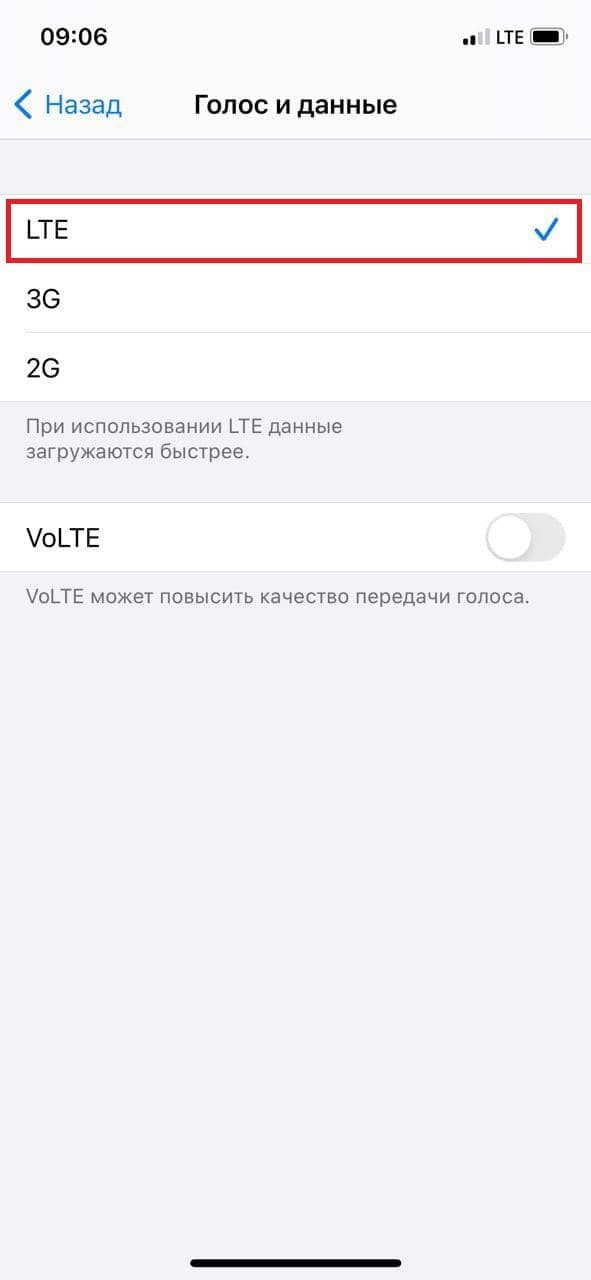 09:06 LTE
Назад Голос и данные
LTE
3G
2G
При использовании LTE данные
загружаются быстрее.
VoLTE
VoLTE может повысить качество передачи голоса.